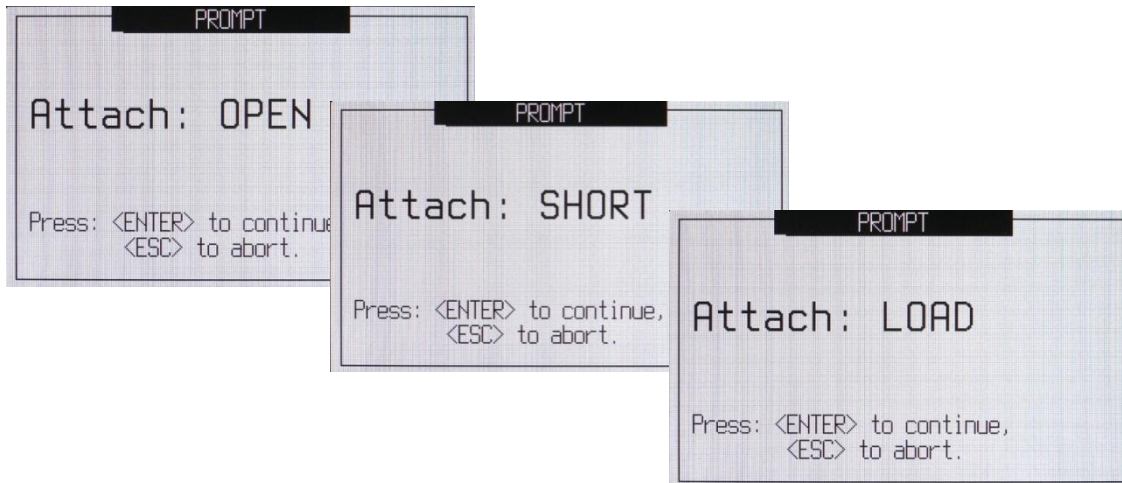 PROMPT
Attach: OPEN
Press: <ENTER> to continue
<ESC> to abort.
PROMPT
Attach: SHORT
Press: <ENTER> to continue,
<ESC> to abort.
PROMPT
Attach: LOAD
Press: <ENTER> to continue,
<ESC> to abort.